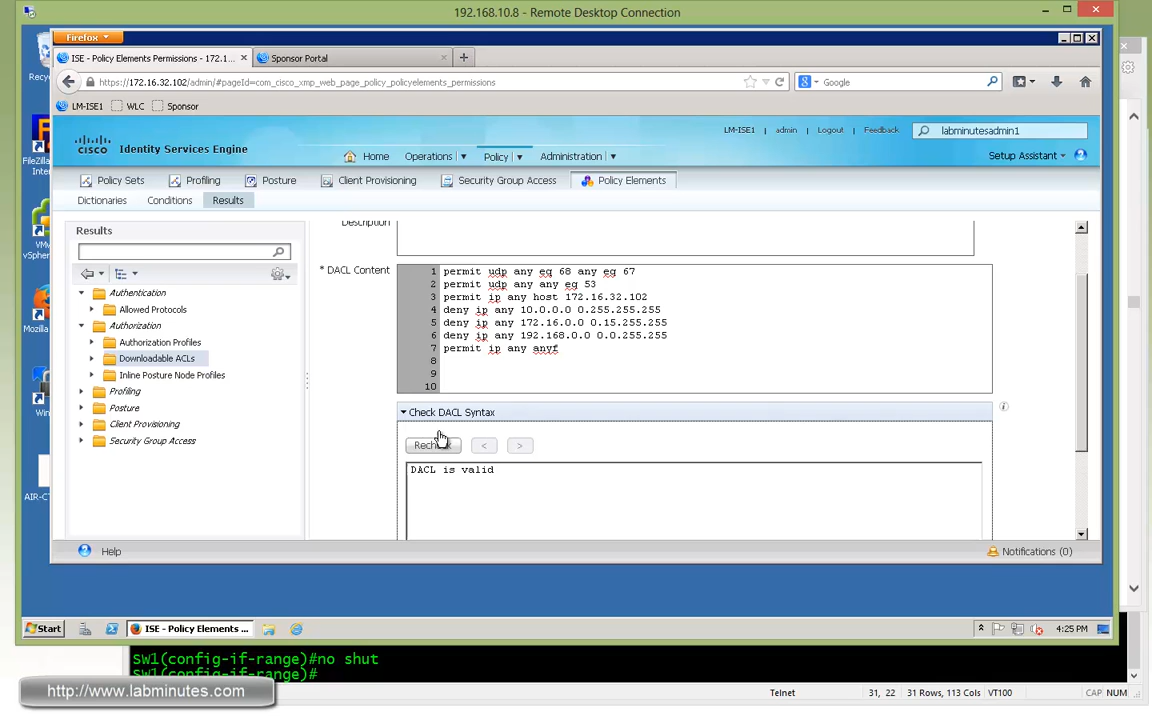 192.168.10.8 - Remote Desktop Connection
Firefox
ISE - Policy Elements Permissions - 172.1...
Sponsor Portal
https://172.16.32.102/admin/#pageId=com_cisco_xmp_web_page_policy_policyelements_permissions
Google
LM-ISE1
WLC
Sponsor
CISCO Identity Services Engine
LM-ISE1 | admin | Logout | Feedback
labminutesadmin1
Home
Operations
Policy
Administration
Setup Assistant
Policy Sets
Profiling
Posture
Client Provisioning
Security Group Access
Policy Elements
Dictionaries
Conditions
Results
Results
Authentication
Allowed Protocols
Authorization
Authorization Profiles
Downloadable ACLs
Inline Posture Node Profiles
Profiling
Posture
Client Provisioning
Security Group Access
Description
* DACL Content
1 permit udp any eq 68 any eq 67
2 permit udp any any eq 53
3 permit ip any host 172.16.32.102
4 deny ip any 10.0.0.0 0.255.255.255
5 deny ip any 172.16.0.0 0.15.255.255
6 deny ip any 192.168.0.0 0.0.255.255
7 permit ip any anyf
8
9
10
Check DACL Syntax
< >
DACL is valid
Help
Notifications (0)
Start
ISE - Policy Elements ...
4:25 PM
SW1(config-if-range)#no shut
SW1(config-if-range)#
http://www.labminutes.com
Telnet
31, 22
31 Rows, 113 Cols
VT100
CAP NUM